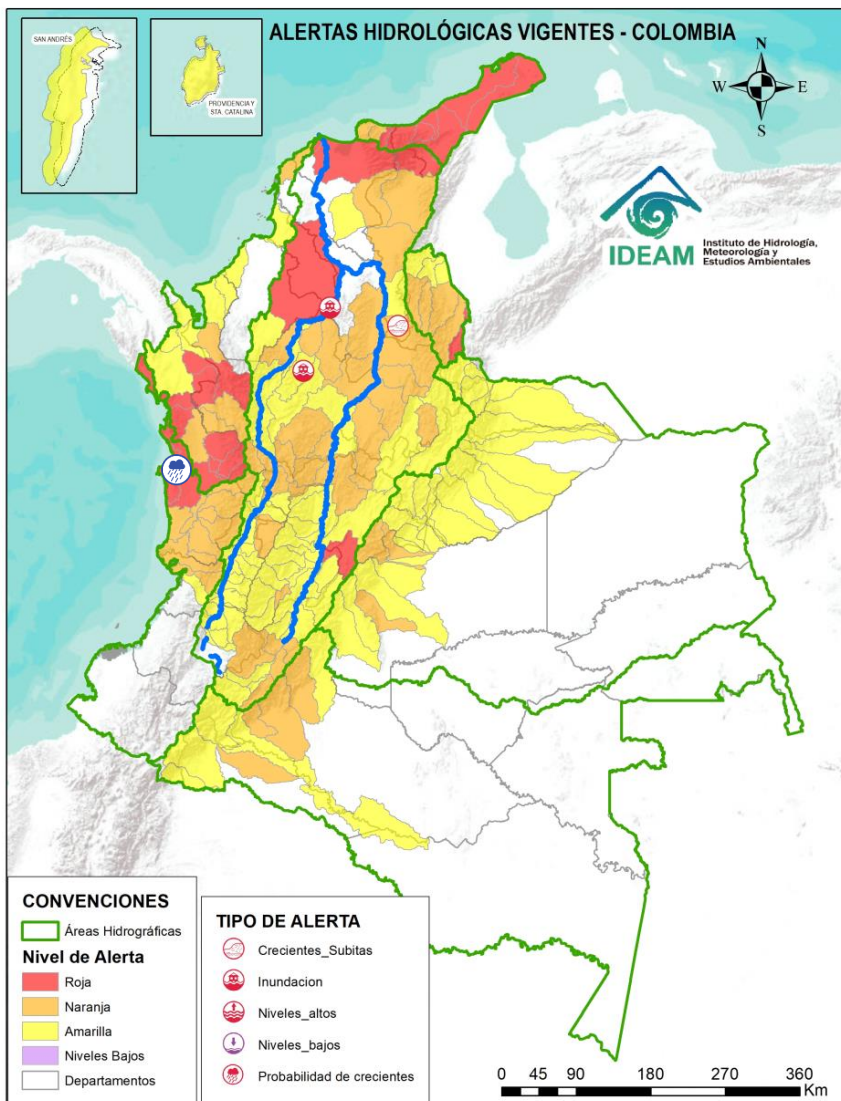 ALERTAS HIDROLÓGICAS VIGENTES - COLOMBIA
SAN ANDRÉS
PROVIDENCIA Y
STA. CATALINA
N
W
E
S
IDEAM
Instituto de Hidrología,
Meteorología y
Estudios Ambientales
CONVENCIONES
Áreas Hidrográficas
Nivel de Alerta
Roja
Naranja
Amarilla
Niveles Bajos
Departamentos
TIPO DE ALERTA
Crecientes_Subitas
Inundacion
Niveles_altos
Niveles_bajos
Probabilidad de crecientes
0 45 90 180 270 360
Km